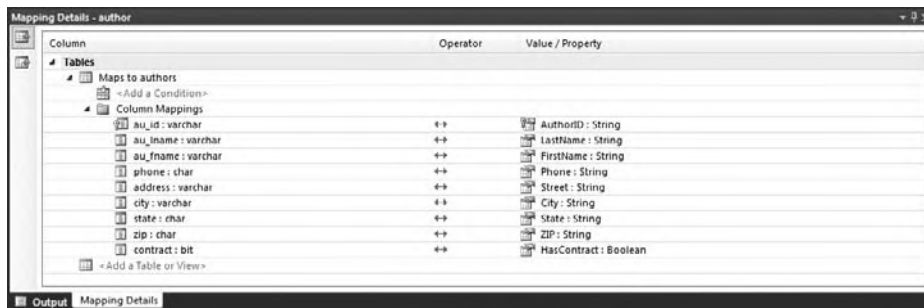 Mapping Details - author
Column Operator Value / Property
Tables
Maps to authors
<Add a Condition>
Column Mappings
au_id : varchar ↔ AuthorID : String
au_lname : varchar ↔ LastName : String
au_fname : varchar ↔ FirstName : String
phone : char ↔ Phone : String
address : varchar ↔ Street : String
city : varchar ↔ City : String
state : char ↔ State : String
zip : char ↔ ZIP : String
contract : bit ↔ HasContract : Boolean
<Add a Table or View>
Output Mapping Details